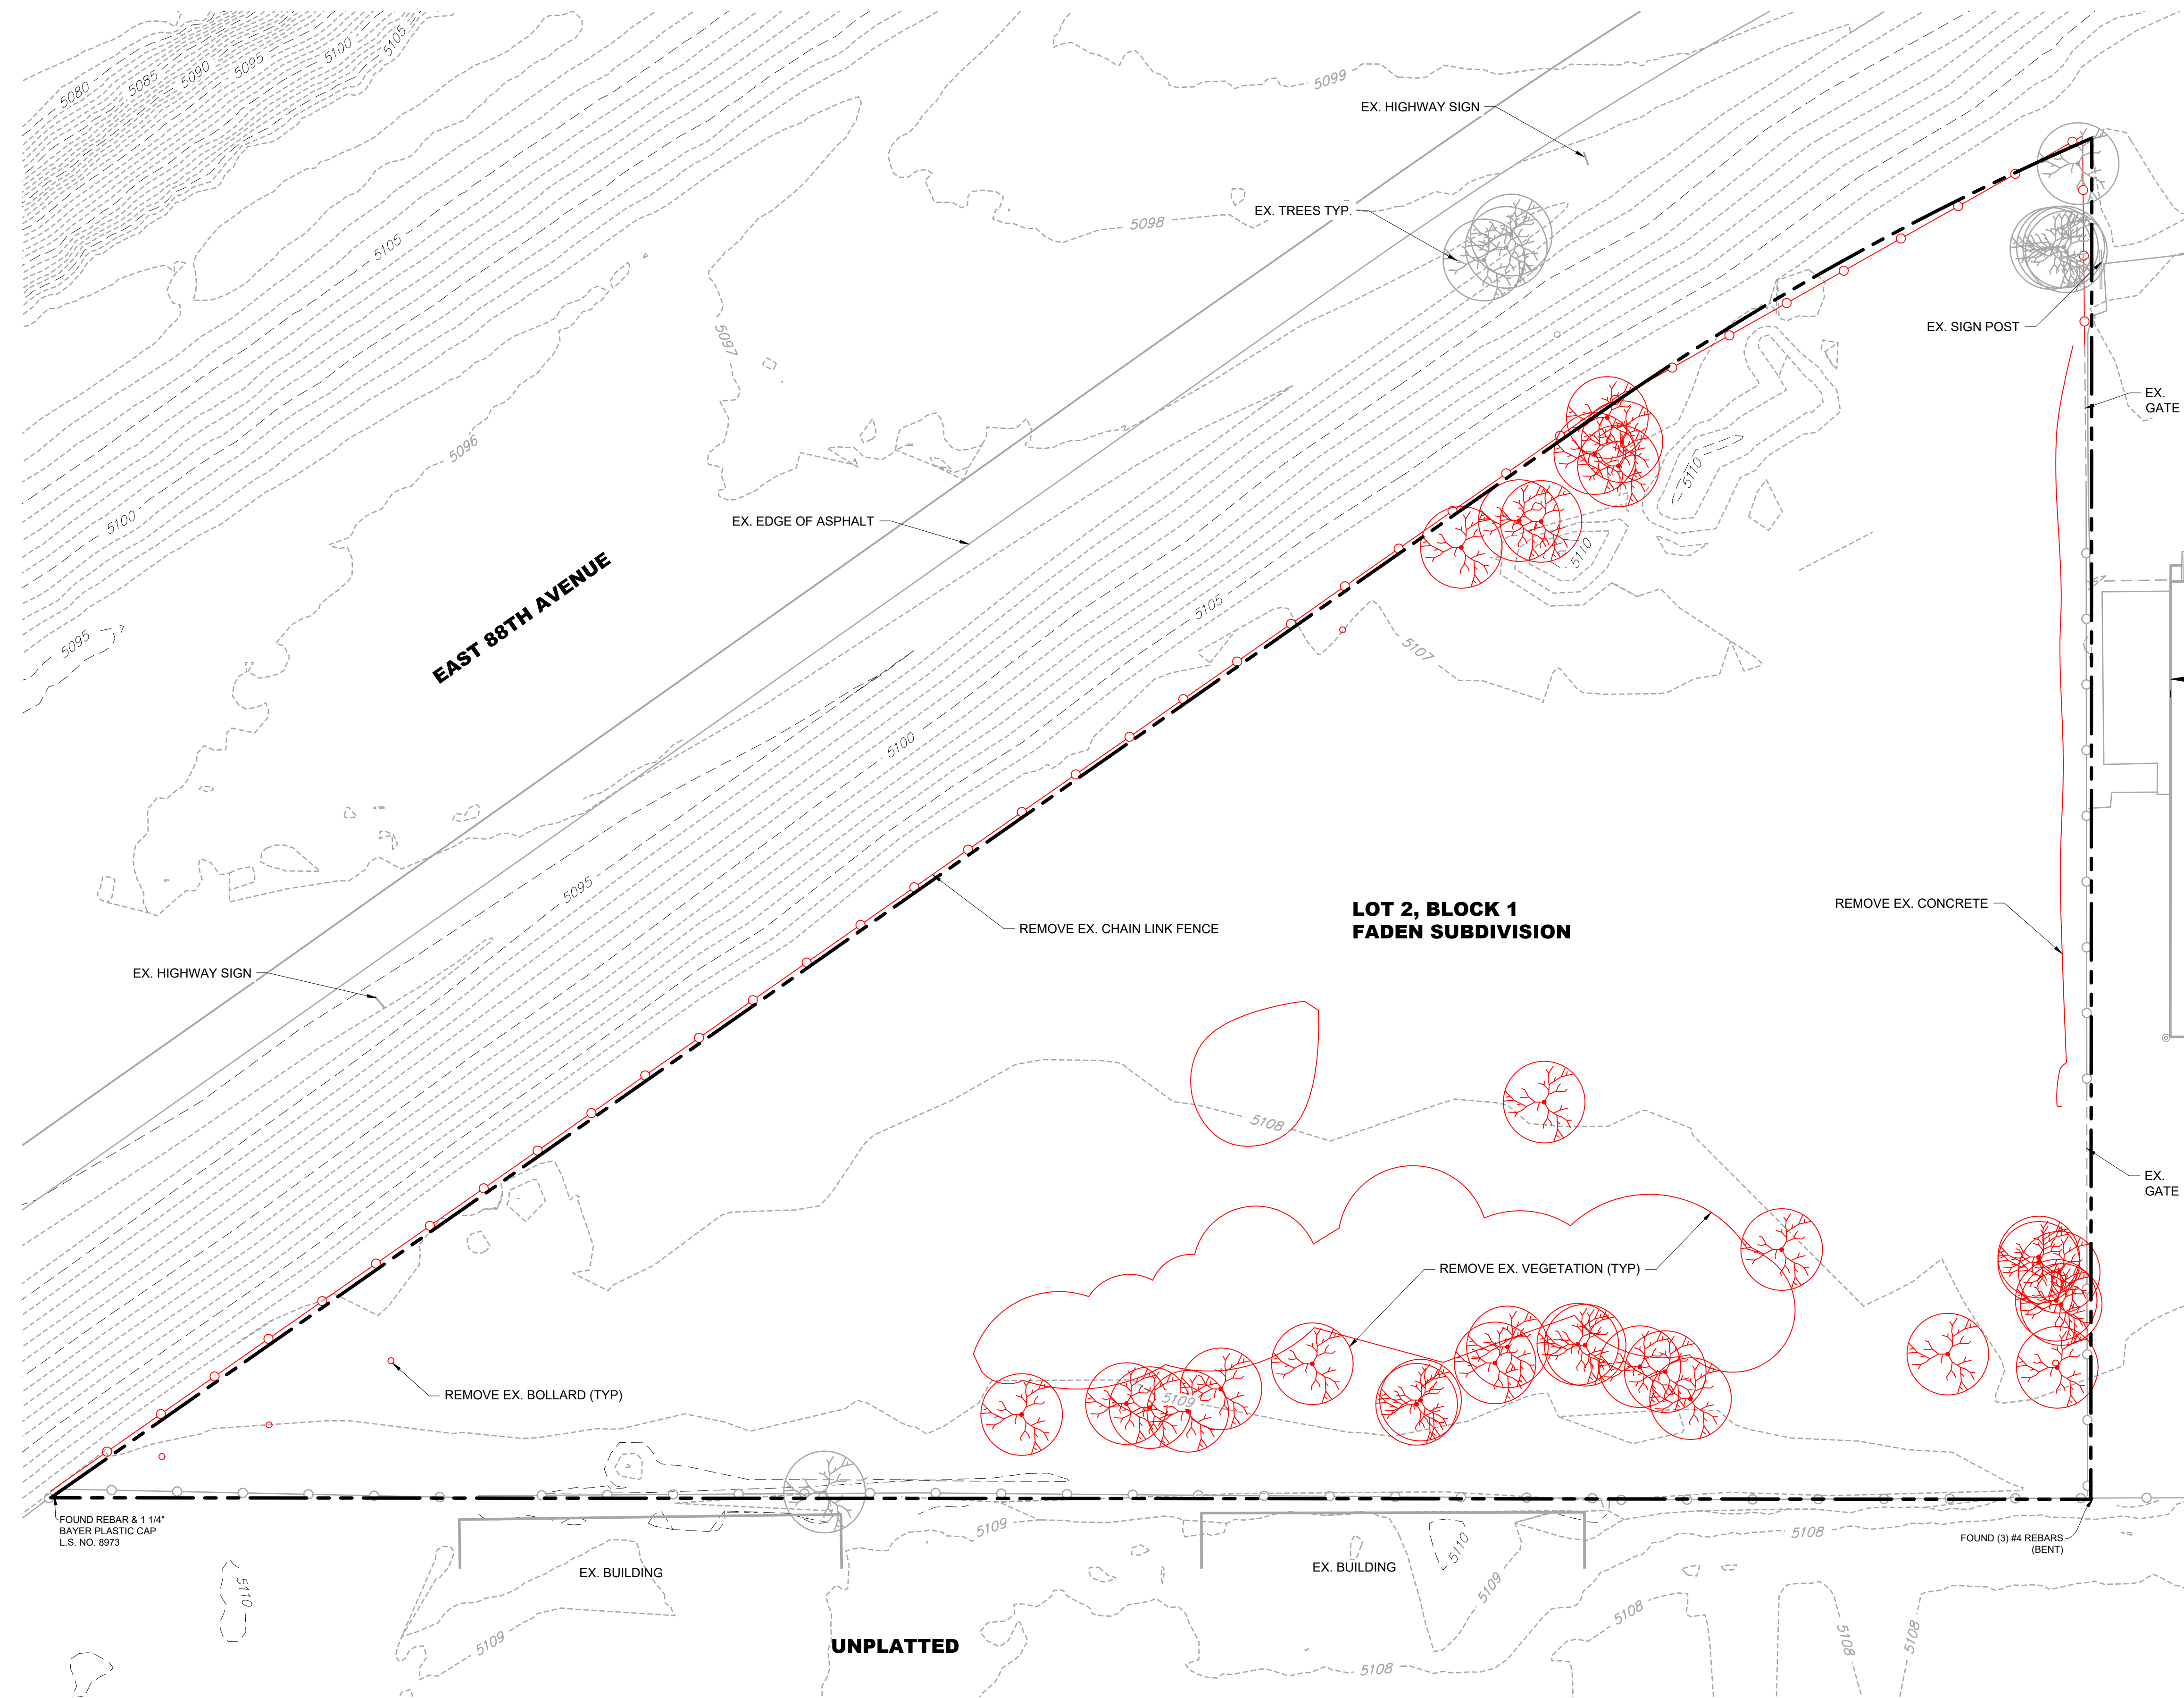 5080
5085
5090
5095
5100
5105
5099
EX. HIGHWAY SIGN
EX. TREES TYP.
5098
5105
EX. SIGN POST
5097
EX.
GATE
5096
5110
5100
EX. EDGE OF ASPHALT
5110
EAST 88TH AVENUE
5105
5095
5107
5100
5095
LOT 2, BLOCK 1
FADEN SUBDIVISION
REMOVE EX. CONCRETE
REMOVE EX. CHAIN LINK FENCE
EX. HIGHWAY SIGN
5108
EX.
GATE
REMOVE EX. VEGETATION (TYP)
REMOVE EX. BOLLARD (TYP)
5109
FOUND REBAR & 1 1/4"
BAYER PLASTIC CAP
L.S. NO. 8973
5109
5108
FOUND (3) #4 REBARS
(BENT)
5110
EX. BUILDING
EX. BUILDING
5110
5109
5108
5109
UNPLATTED
5108
5108
5108